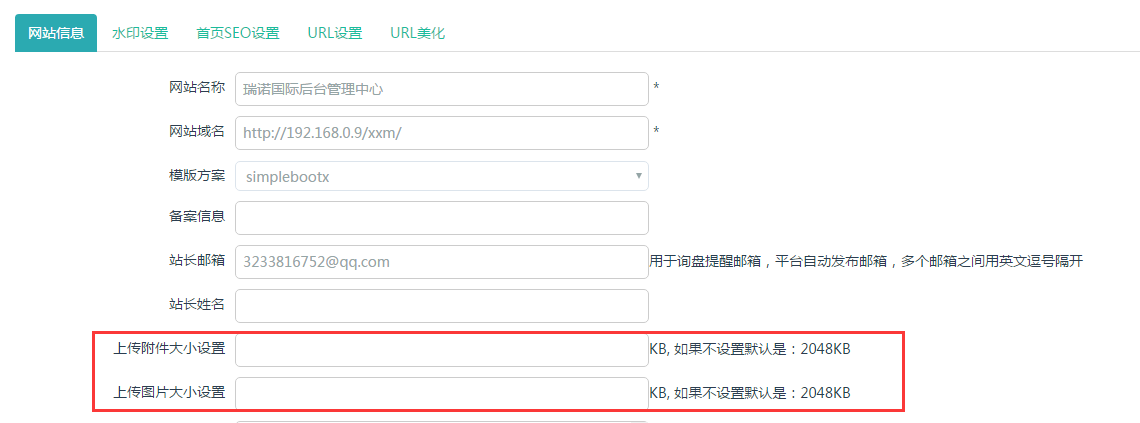 网站信息 水印设置 首页SEO设置 URL设置 URL美化
网站名称 瑞诺国际后台管理中心 *
网站域名 http://192.168.0.9/xxm/ *
模版方案 simplebootx
备案信息
站长邮箱 3233816752@qq.com 用于询盘提醒邮箱，平台自动发布邮箱，多个邮箱之间用英文逗号隔开
站长姓名
上传附件大小设置 KB, 如果不设置默认是：2048KB
上传图片大小设置 KB, 如果不设置默认是：2048KB